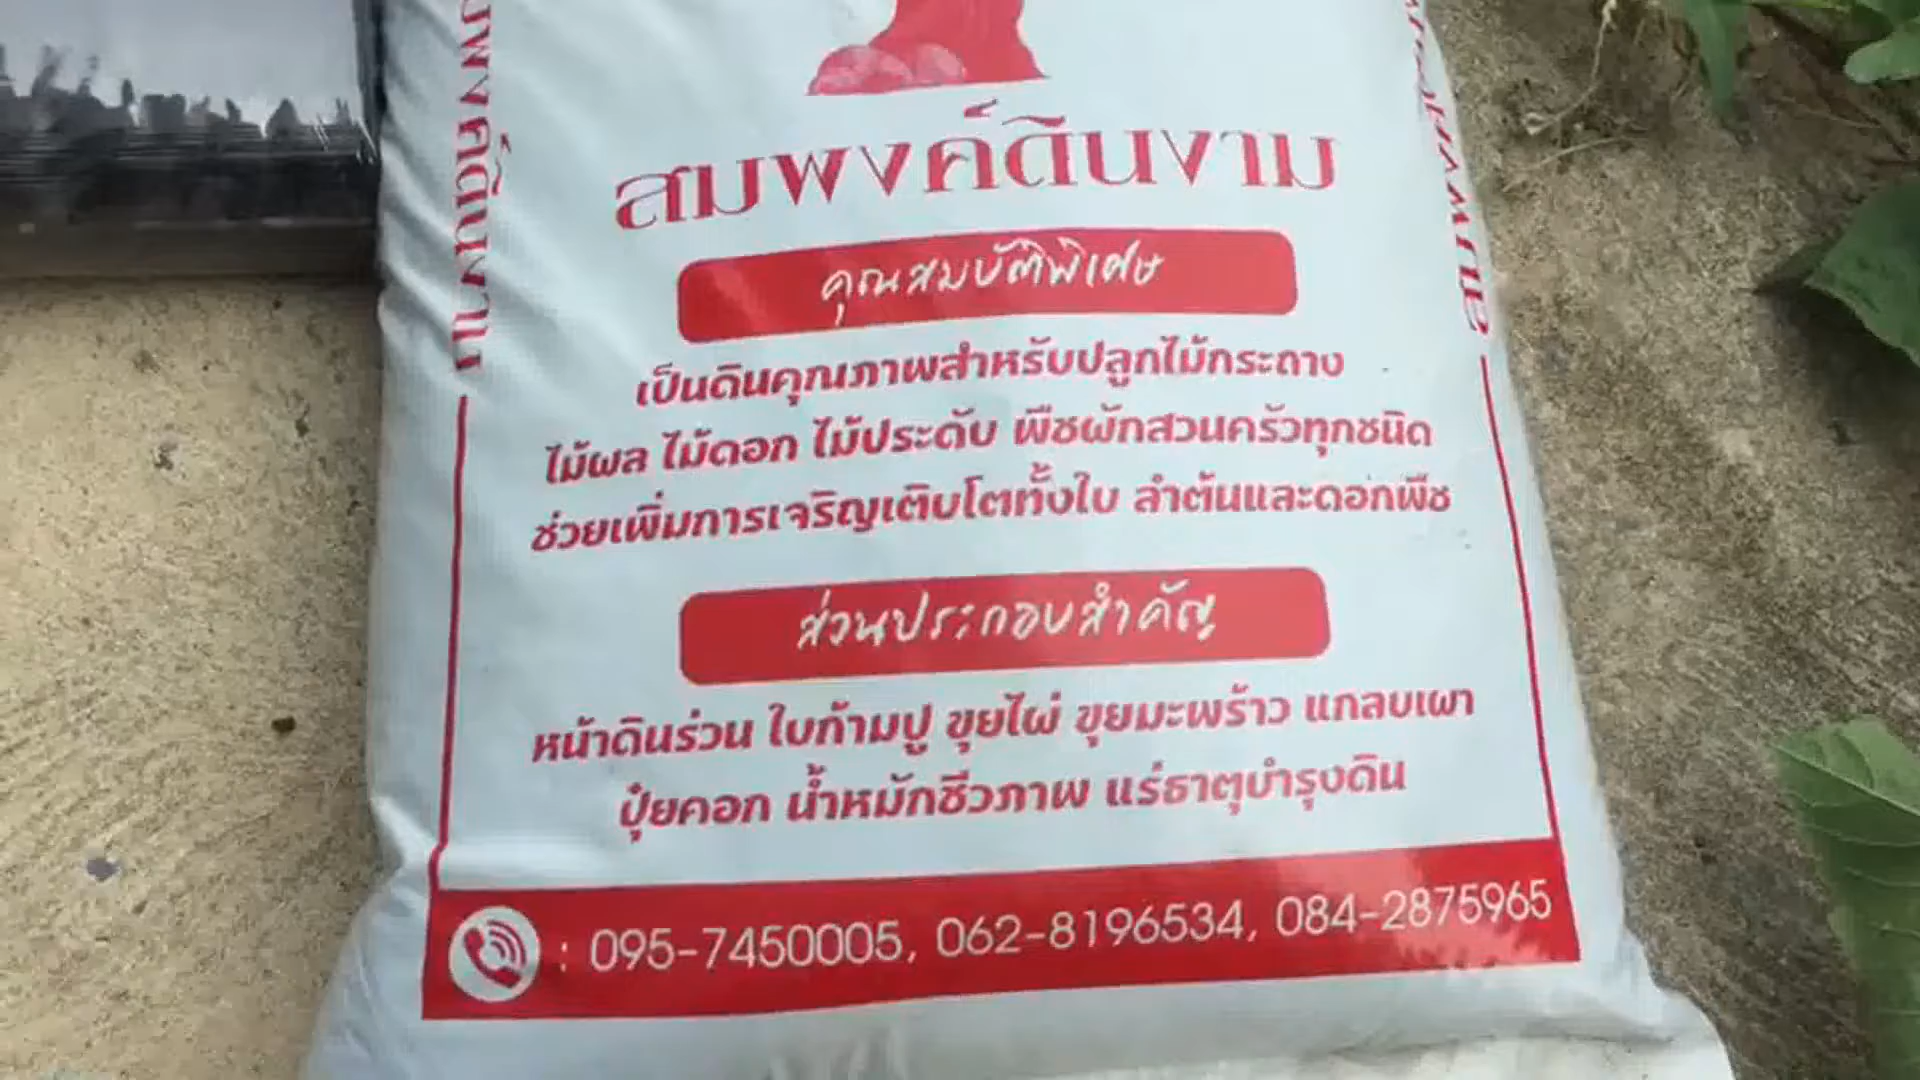 สมพงค์ดินงาม
คุณสมบัติพิเศษ
เป็นดินคุณภาพสำหรับปลูกไม้กระถาง
ไม้ผล ไม้ดอก ไม้ประดับ พืชผักสวนครัวทุกชนิด
ช่วยเพิ่มการเจริญเติบโตทั้งใบ ลำต้นและดอกพืช
ส่วนประกอบสำคัญ
หน้าดินร่วน ใบก้ามปู ขุยไผ่ ขุยมะพร้าว แกลบเผา
ปุ๋ยคอก น้ำหมักชีวภาพ แร่ธาตุบำรุงดิน
: 095-7450005, 062-8196534, 084-2875965